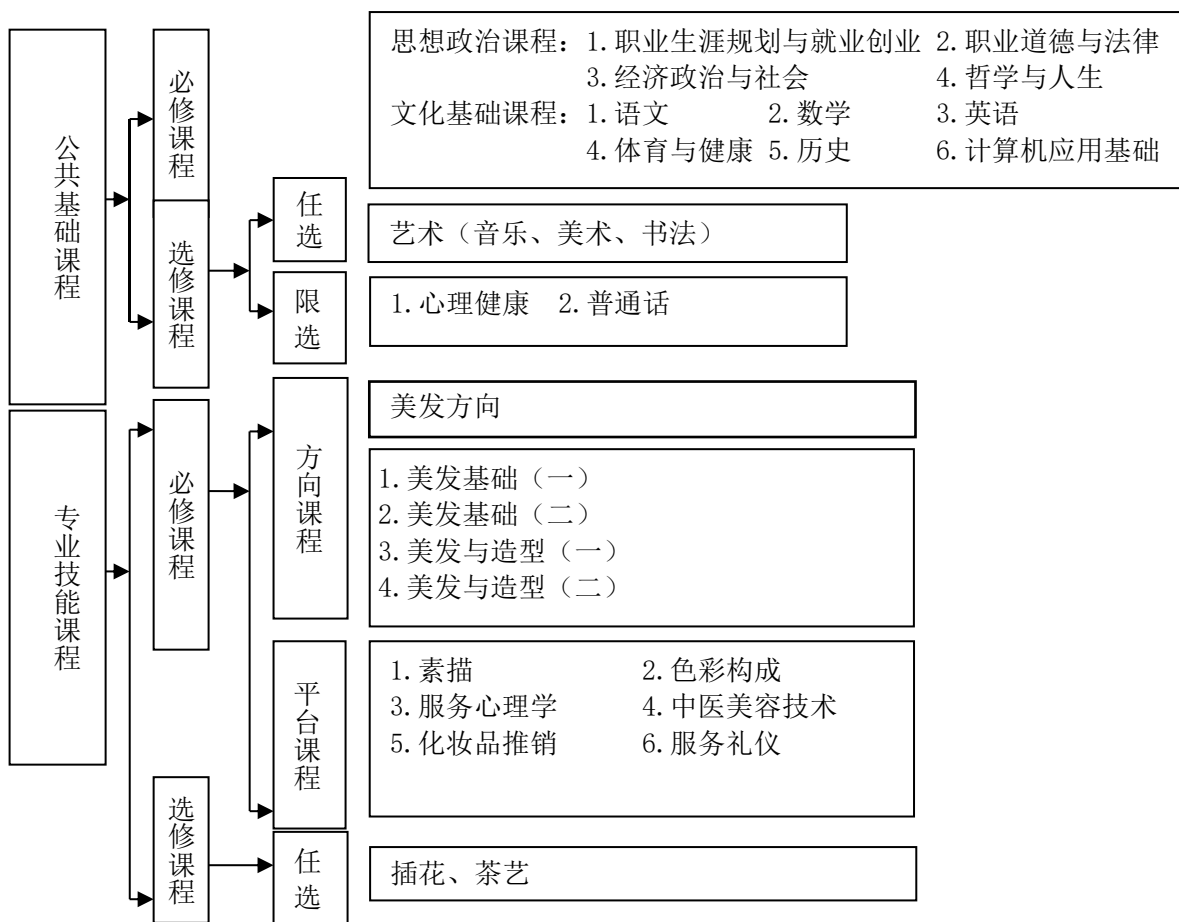 公共基础课程
必修课程
思想政治课程：1.职业生涯规划与就业创业 2.职业道德与法律
3.经济政治与社会 4.哲学与人生
文化基础课程：1.语文 2.数学 3.英语
4.体育与健康 5.历史 6.计算机应用基础
选修课程
任选
艺术（音乐、美术、书法）
限选
1.心理健康 2.普通话
专业技能课程
必修课程
方向课程
美发方向
1.美发基础（一）
2.美发基础（二）
3.美发与造型（一）
4.美发与造型（二）
平台课程
1.素描 2.色彩构成
3.服务心理学 4.中医美容技术
5.化妆品推销 6.服务礼仪
选修课程
任选
插花、茶艺